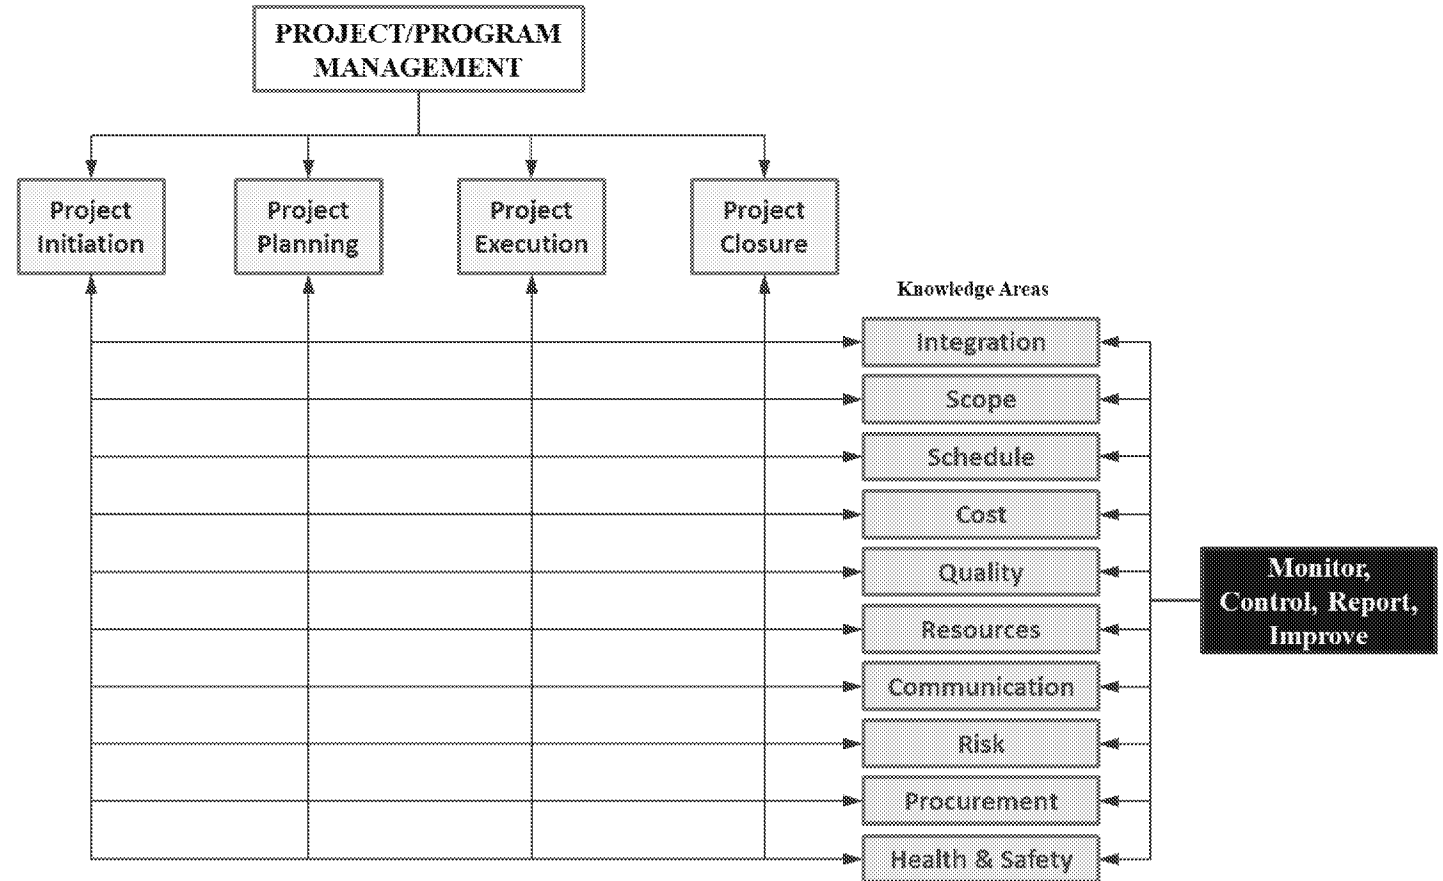 PROJECT/PROGRAM
MANAGEMENT
Project
Initiation
Project
Planning
Project
Execution
Project
Closure
Knowledge Areas
Integration
Scope
Schedule
Cost
Quality
Resources
Communication
Risk
Procurement
Health & Safety
Monitor,
Control, Report,
Improve